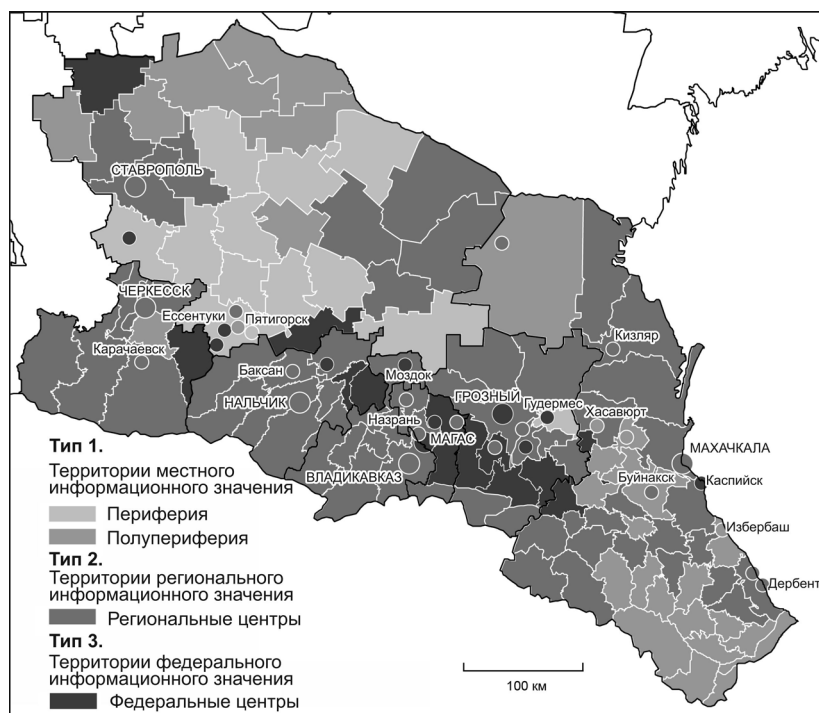 СТАВРОПОЛЬ
ЧЕРКЕССК
Ессентуки
Пятигорск
Карачаевск
Кизляр
Баксан
Моздок
ГРОЗНЫЙ
Гудермес
Хасавюрт
НАЛЬЧИК
Назрань
МАГАС
МАХАЧКАЛА
ВЛАДИКАВКАЗ
Буйнакск
Каспийск
Избербаш
Дербент
Тип 1.
Территории местного
информационного значения
Периферия
Полупериферия
Тип 2.
Территории регионального
информационного значения
Региональные центры
Тип 3.
Территории федерального
информационного значения
Федеральные центры
100 км